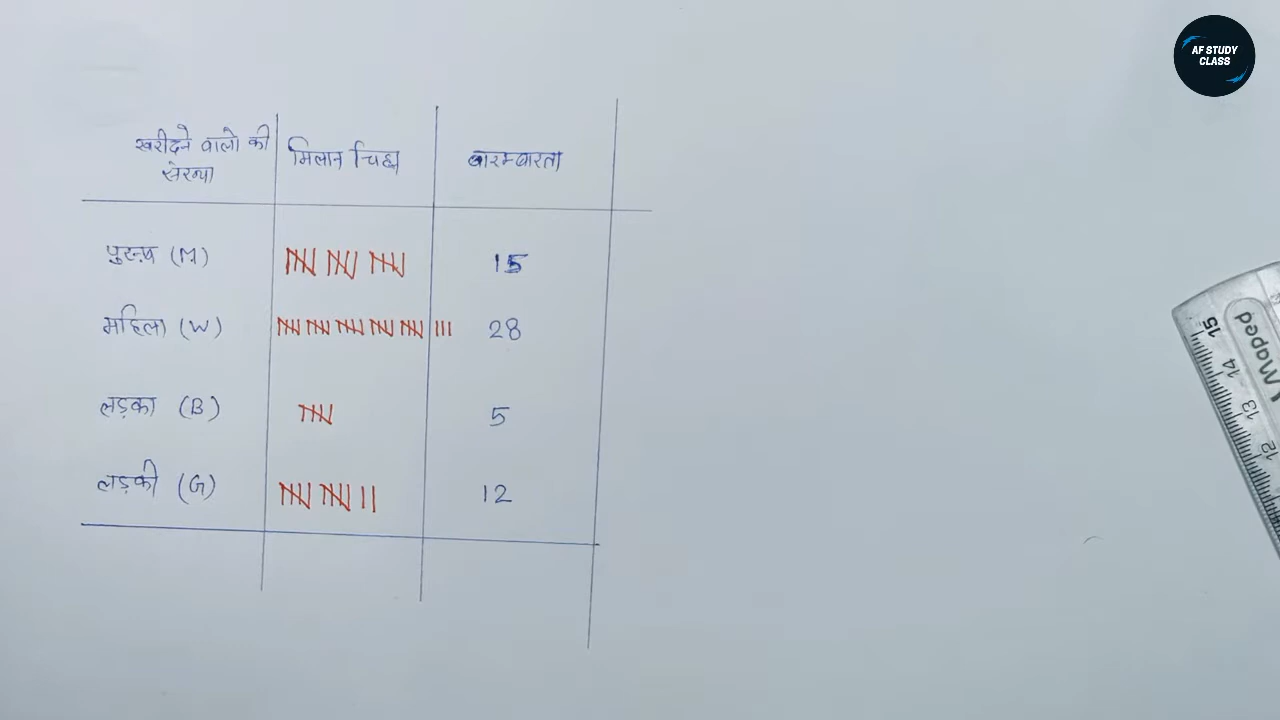 AF STUDY
CLASS
खरीदने वालो की
संख्या
मिलान चिह्न
बारम्बारता
पुरुष (M)
15
महिला (W)
28
लड़का (B)
5
लड़की (G)
12
15
14
13
12
Maped